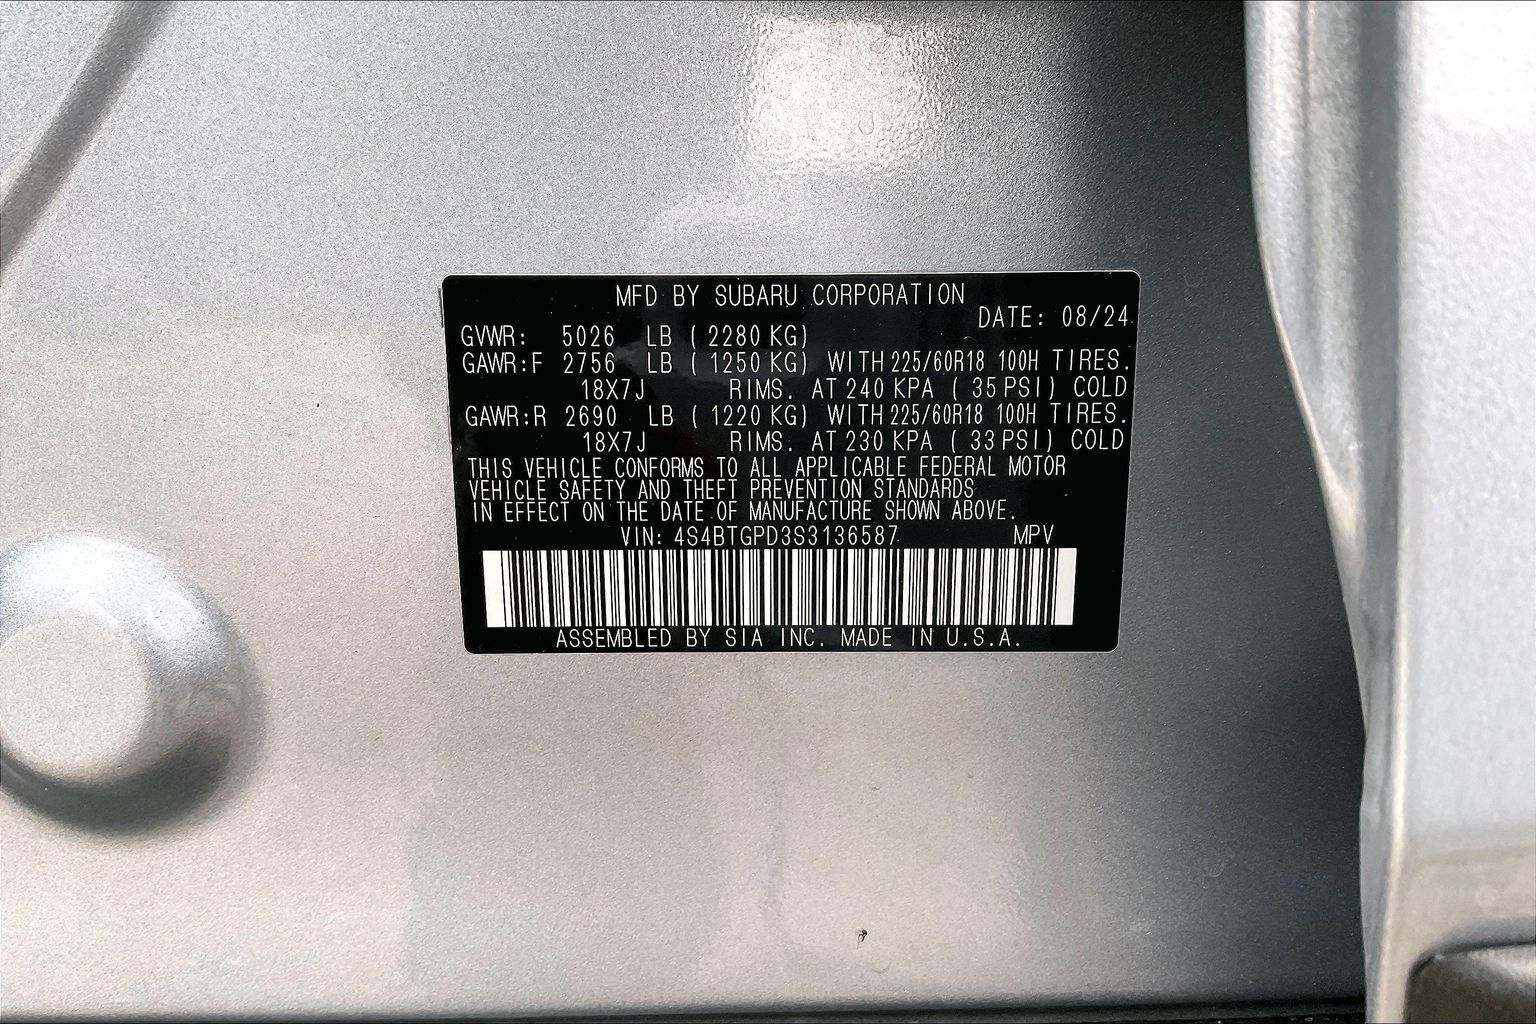 MFD BY SUBARU CORPORATION
DATE: 08/24
GVWR: 5026 LB ( 2280 KG)
GAWR:F 2756 LB ( 1250 KG) WITH 225/60R18 100H TIRES.
18X7J RIMS. AT 240 KPA ( 35 PSI) COLD
GAWR:R 2690 LB ( 1220 KG) WITH 225/60R18 100H TIRES.
18X7J RIMS. AT 230 KPA ( 33 PSI) COLD
THIS VEHICLE CONFORMS TO ALL APPLICABLE FEDERAL MOTOR
VEHICLE SAFETY AND THEFT PREVENTION STANDARDS
IN EFFECT ON THE DATE OF MANUFACTURE SHOWN ABOVE.
VIN: 4S4BTGPD3S3136587 MPV
ASSEMBLED BY SIA INC. MADE IN U.S.A.